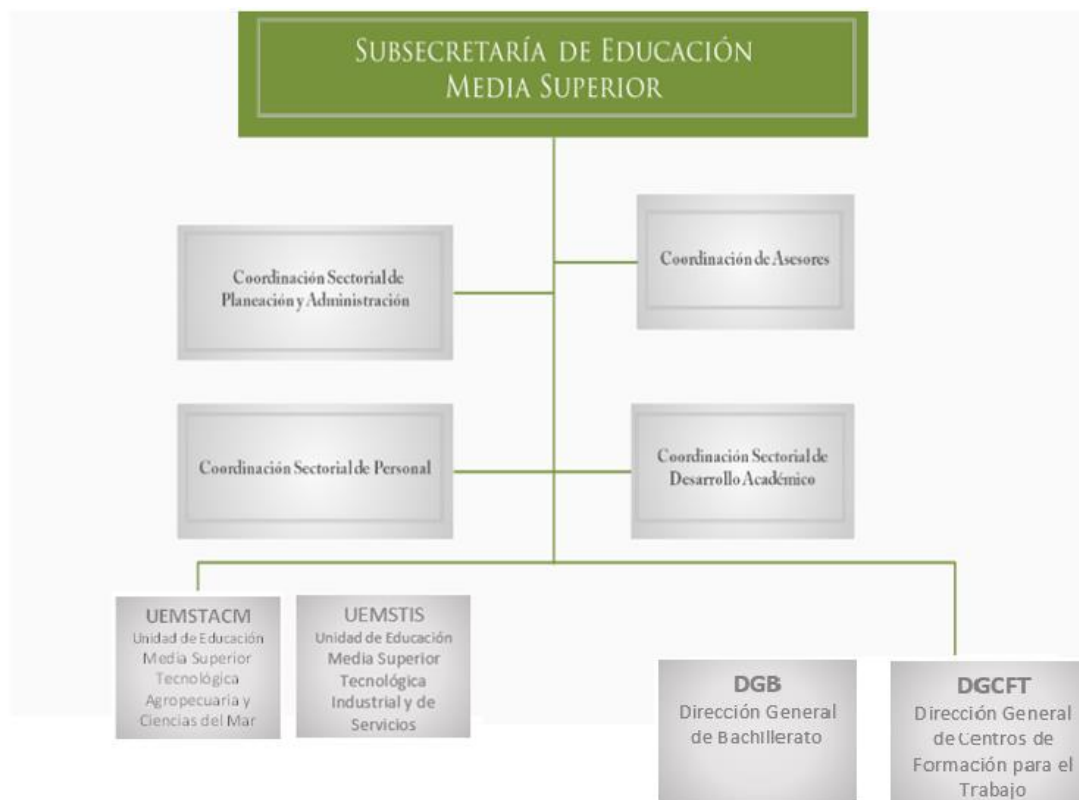 SUBSECRETARÍA DE EDUCACIÓN
MEDIA SUPERIOR
Coordinación de Asesores
Coordinación Sectorial de
Planeación y Administración
Coordinación Sectorial de Personal
Coordinación Sectorial de
Desarrollo Académico
UEMSTACM
Unidad de Educación
Media Superior
Tecnológica
Agropecuaria y
Ciencias del Mar
UEMSTIS
Unidad de Educación
Media Superior
Tecnológica
Industrial y de
Servicios
DGB
Dirección General
de Bachillerato
DGCFT
Dirección General
de Centros de
Formación para el
Trabajo